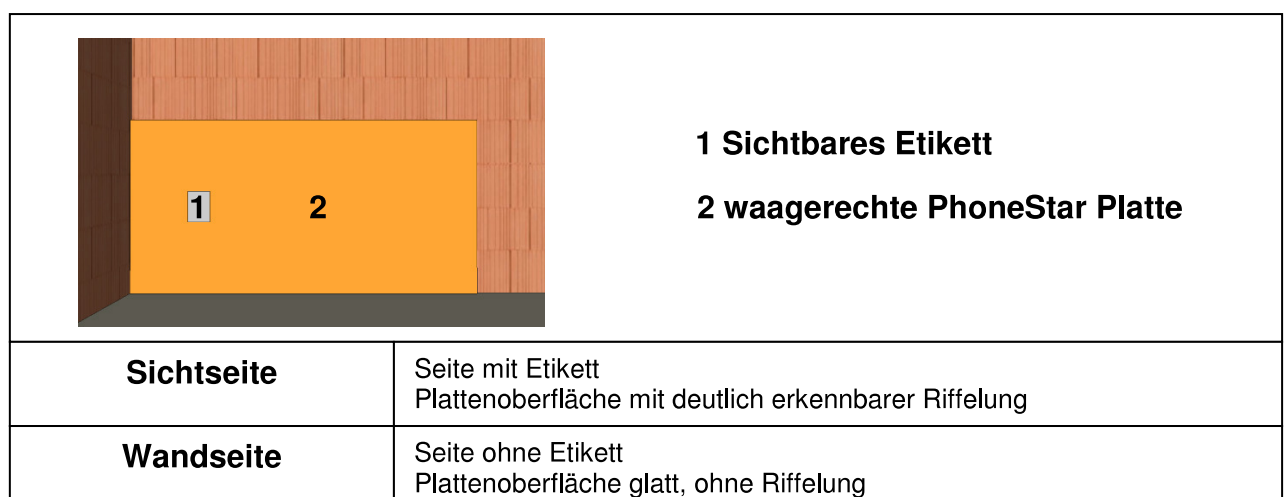 1
2
1 Sichtbares Etikett
2 waagerechte PhoneStar Platte
Sichtseite
Seite mit Etikett
Plattenoberfläche mit deutlich erkennbarer Riffelung
Wandseite
Seite ohne Etikett
Plattenoberfläche glatt, ohne Riffelung